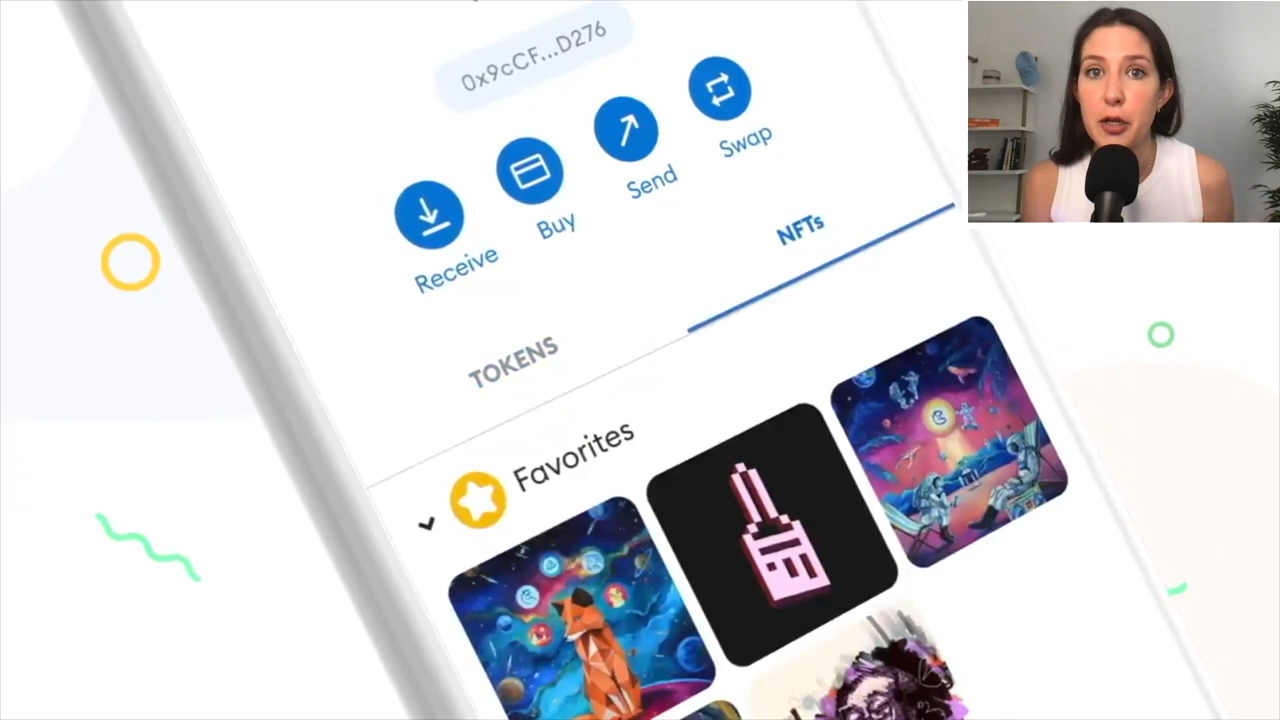 0x9cCF...D276
Receive
Buy
Send
Swap
TOKENS
NFTs
Favorites